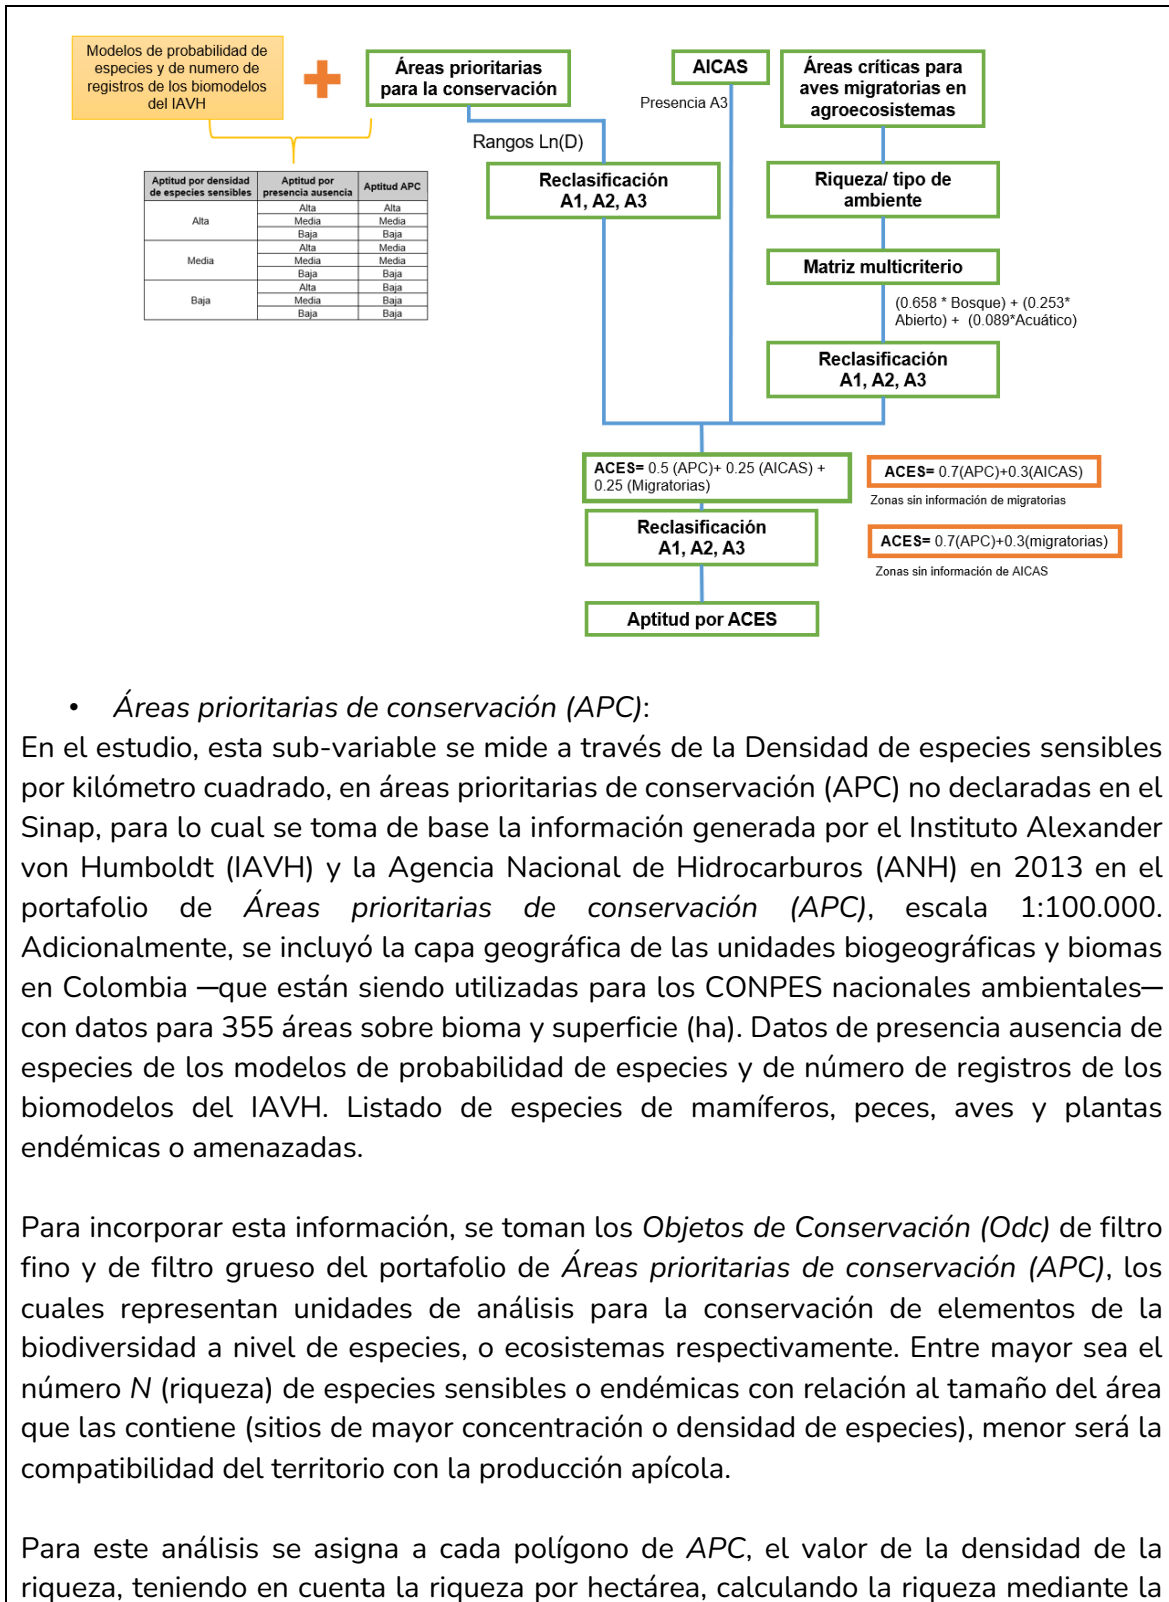 Modelos de probabilidad de
especies y de numero de
registros de los biomodelos
del IAVH
Áreas prioritarias
para la conservación
AICAS
Áreas críticas para
aves migratorias en
agroecosistemas
Presencia A3
Rangos Ln(D)
Reclasificación
A1, A2, A3
Riqueza/ tipo de
ambiente
Matriz multicriterio
(0.658 * Bosque) + (0.253*
Abierto) + (0.089*Acuático)
Reclasificación
A1, A2, A3
Aptitud por densidad
de especies sensibles
Aptitud por
presencia ausencia
Aptitud APC
Alta
Alta Alta
Media Media
Baja Baja
Media
Alta Media
Media Media
Baja Baja
Baja
Alta Baja
Media Baja
Baja Baja
ACES= 0.5 (APC)+ 0.25 (AICAS) +
0.25 (Migratorias)
ACES= 0.7(APC)+0.3(AICAS)
Zonas sin información de migratorias
Reclasificación
A1, A2, A3
ACES= 0.7(APC)+0.3(migratorias)
Zonas sin información de AICAS
Aptitud por ACES
• Áreas prioritarias de conservación (APC):
En el estudio, esta sub-variable se mide a través de la Densidad de especies sensibles
por kilómetro cuadrado, en áreas prioritarias de conservación (APC) no declaradas en el
Sinap, para lo cual se toma de base la información generada por el Instituto Alexander
von Humboldt (IAVH) y la Agencia Nacional de Hidrocarburos (ANH) en 2013 en el
portafolio de Áreas prioritarias de conservación (APC), escala 1:100.000.
Adicionalmente, se incluyó la capa geográfica de las unidades biogeográficas y biomas
en Colombia —que están siendo utilizadas para los CONPES nacionales ambientales—
con datos para 355 áreas sobre bioma y superficie (ha). Datos de presencia ausencia de
especies de los modelos de probabilidad de especies y de número de registros de los
biomodelos del IAVH. Listado de especies de mamíferos, peces, aves y plantas
endémicas o amenazadas.
Para incorporar esta información, se toman los Objetos de Conservación (Odc) de filtro
fino y de filtro grueso del portafolio de Áreas prioritarias de conservación (APC), los
cuales representan unidades de análisis para la conservación de elementos de la
biodiversidad a nivel de especies, o ecosistemas respectivamente. Entre mayor sea el
número N (riqueza) de especies sensibles o endémicas con relación al tamaño del área
que las contiene (sitios de mayor concentración o densidad de especies), menor será la
compatibilidad del territorio con la producción apícola.
Para este análisis se asigna a cada polígono de APC, el valor de la densidad de la
riqueza, teniendo en cuenta la riqueza por hectárea, calculando la riqueza mediante la